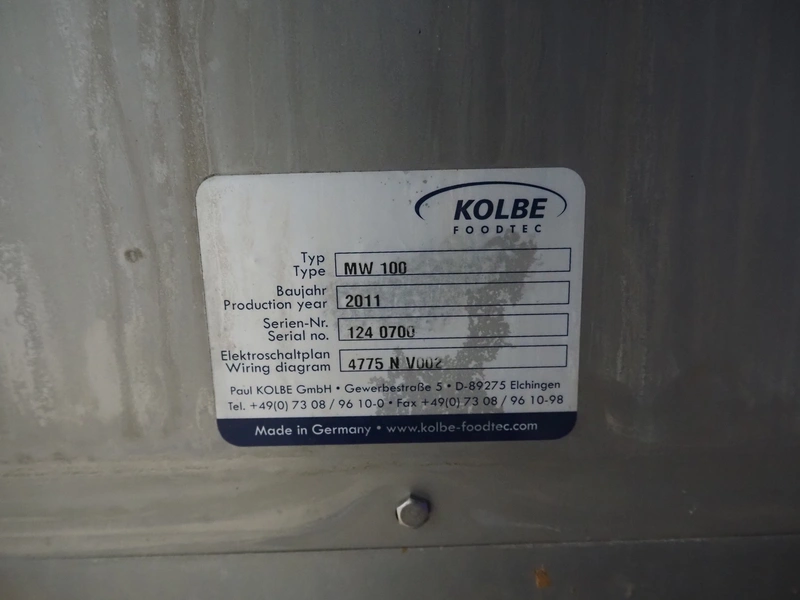 KOLBE
FOODTEC
Typ
Type MW 100
Baujahr
Production year 2011
Serien-Nr.
Serial no. 124 0700
Elektroschaltplan
Wiring diagram 4775 N V002
Paul KOLBE GmbH • Gewerbestraße 5 • D-89275 Elchingen
Tel. +49(0) 73 08 / 96 10-0 • Fax +49(0) 73 08 / 96 10-98
Made in Germany • www.kolbe-foodtec.com